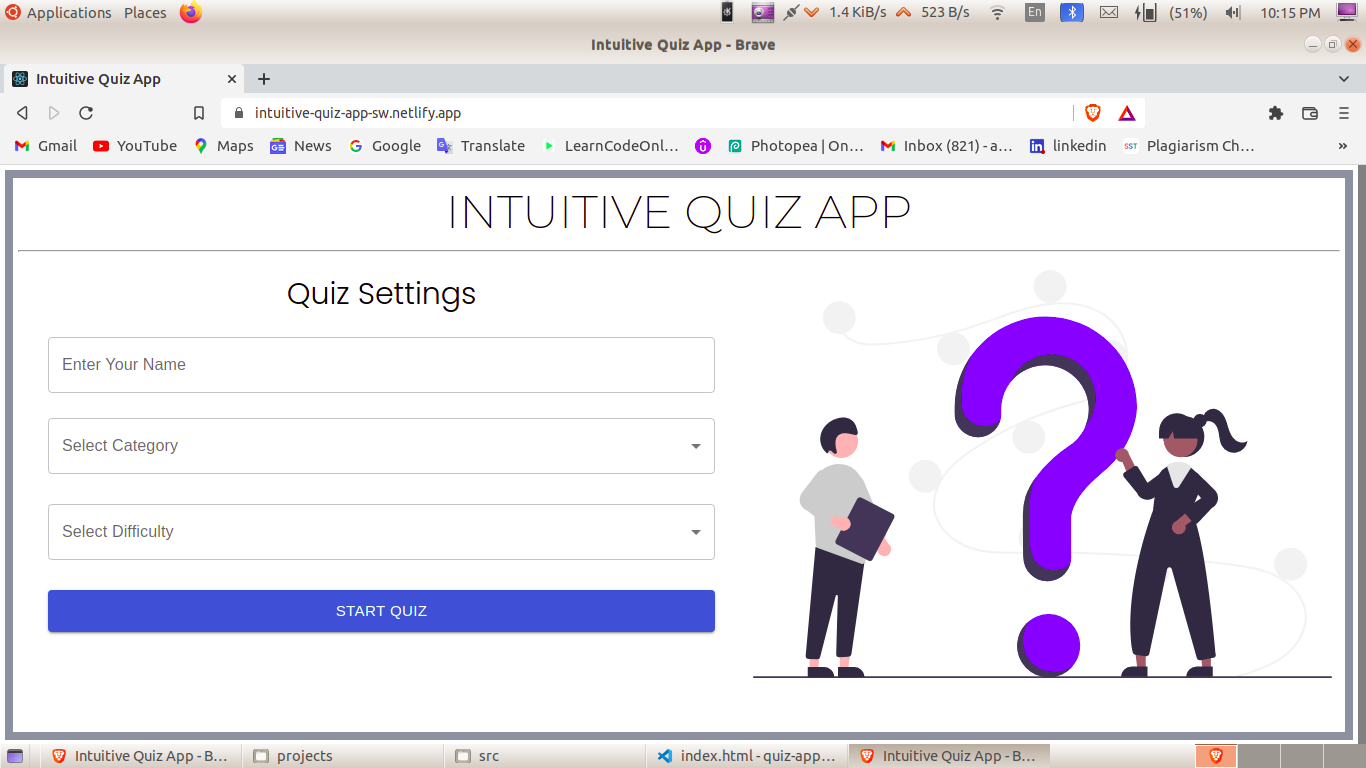 Applications Places 1.4 KiB/s 523 B/s En (51%) 10:15 PM
Intuitive Quiz App - Brave
Intuitive Quiz App
intuitive-quiz-app-sw.netlify.app
Gmail YouTube Maps News Google Translate LearnCodeOnl... Photopea | On... Inbox (821) - a... linkedin SST Plagiarism Ch... »
INTUITIVE QUIZ APP
Quiz Settings
Enter Your Name
Select Category
Select Difficulty
START QUIZ
?
Intuitive Quiz App - B... projects src index.html - quiz-app... Intuitive Quiz App - B...